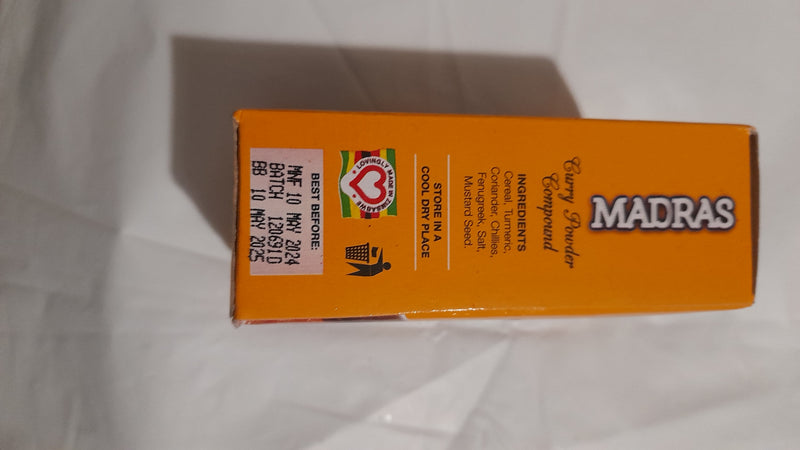 MADRAS
Curry Powder
Compound
INGREDIENTS
Cereal, Turmeric,
Coriander, Chillies,
Fenugreek, Salt,
Mustard Seed.
STORE IN A
COOL DRY PLACE
LOVINGLY MADE IN ZIMBABWE
BEST BEFORE:
MNF 10 MAY 2024
BATCH 120691D
BB 10 MAY 2025